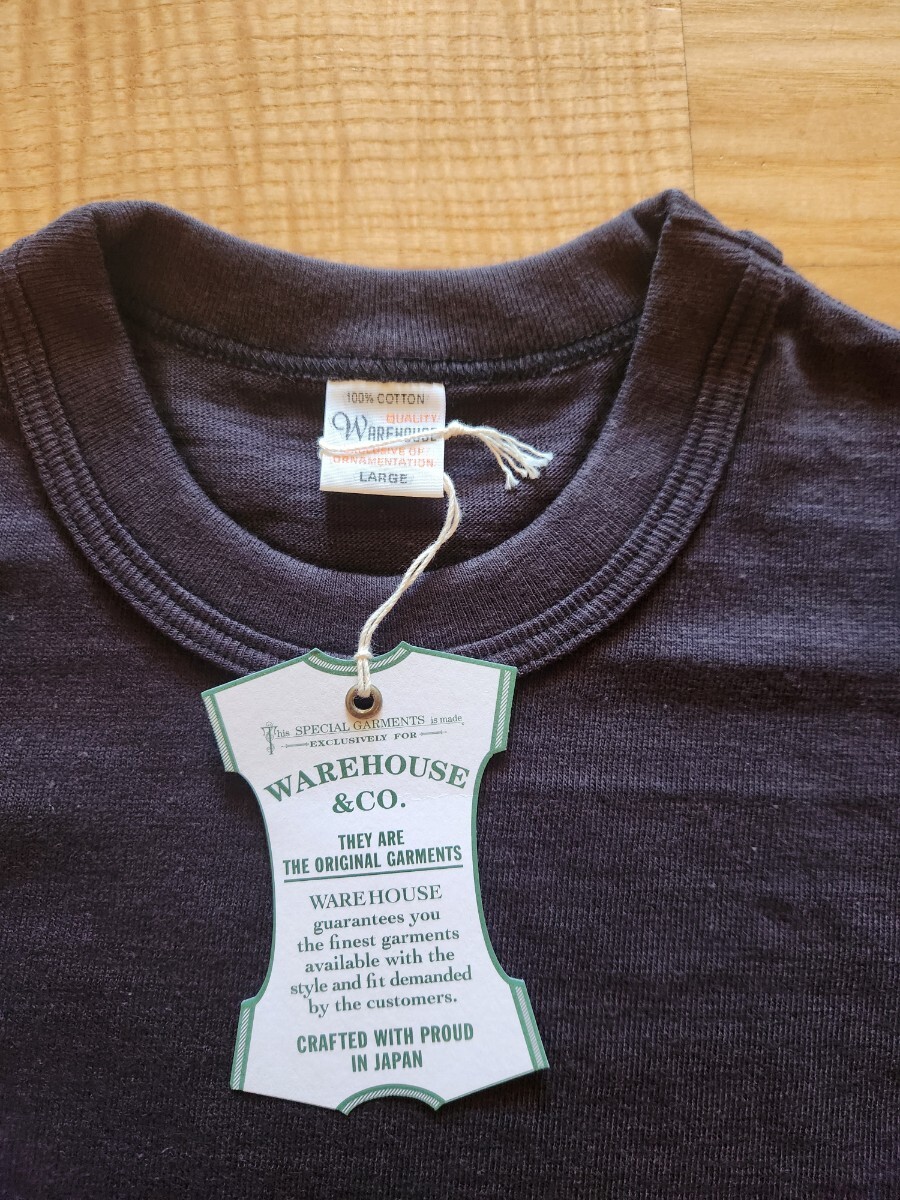 100% COTTON
QUALITY
WAREHOUSE
EXCLUSIVE OF
ORNAMENTATION
LARGE
This SPECIAL GARMENTS is made
EXCLUSIVELY FOR
WAREHOUSE
&CO.
THEY ARE
THE ORIGINAL GARMENTS
WAREHOUSE
guarantees you
the finest garments
available with the
style and fit demanded
by the customers.
CRAFTED WITH PROUD
IN JAPAN